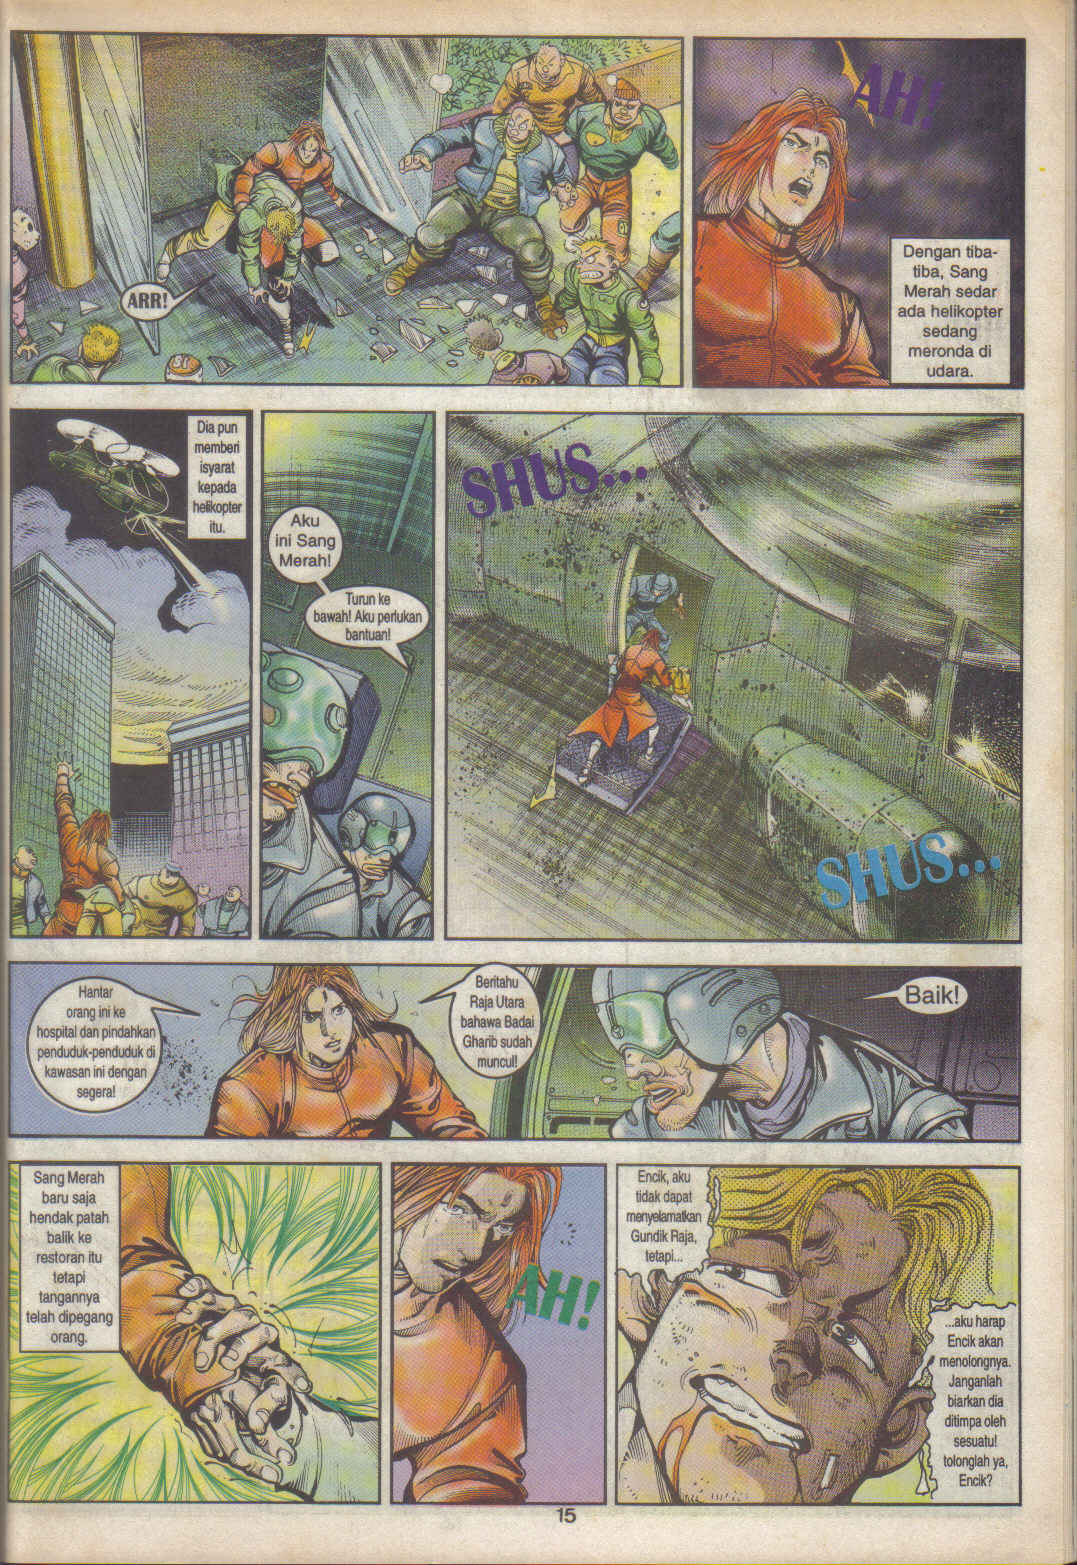 ARR!
AH!
Dengan tiba-
tiba, Sang
Merah sedar
ada helikopter
sedang
meronda di
udara.
Dia pun
memberi
isyarat
kepada
helikopter
itu.
Aku
ini Sang
Merah!
Turun ke
bawah! Aku perlukan
bantuan!
SHUS...
SHUS...
Hantar
orang ini ke
hospital dan pindahkan
penduduk-penduduk di
kawasan ini dengan
segera!
Beritahu
Raja Utara
bahawa Badai
Gharib sudah
muncul!
Baik!
Sang Merah
baru saja
hendak patah
balik ke
restoran itu
tetapi
tangannya
telah dipegang
orang.
AH!
Encik, aku
tidak dapat
menyelamatkan
Gundik Raja,
tetapi...
...aku harap
Encik akan
menolongnya.
Janganlah
biarkan dia
ditimpa oleh
sesuatu!
tolonglah ya,
Encik?
15